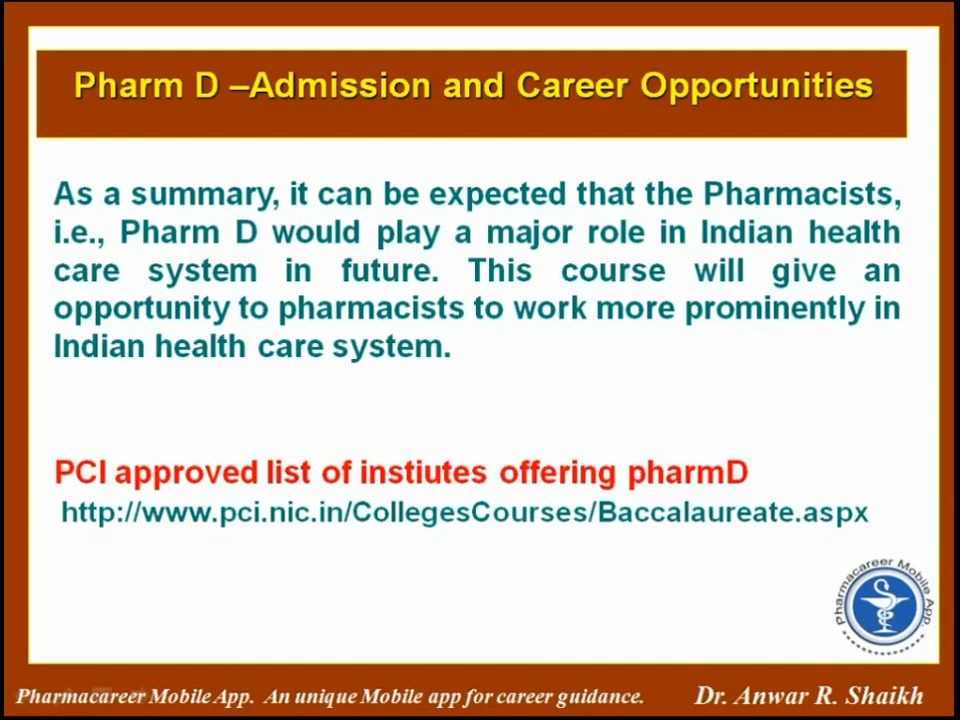 Pharm D –Admission and Career Opportunities
As a summary, it can be expected that the Pharmacists,
i.e., Pharm D would play a major role in Indian health
care system in future. This course will give an
opportunity to pharmacists to work more prominently in
Indian health care system.
PCI approved list of instiutes offering pharmD
http://www.pci.nic.in/CollegesCourses/Baccalaureate.aspx
Pharmacareer Mobile App.
Pharmacareer Mobile App. An unique Mobile app for career guidance. Dr. Anwar R. Shaikh